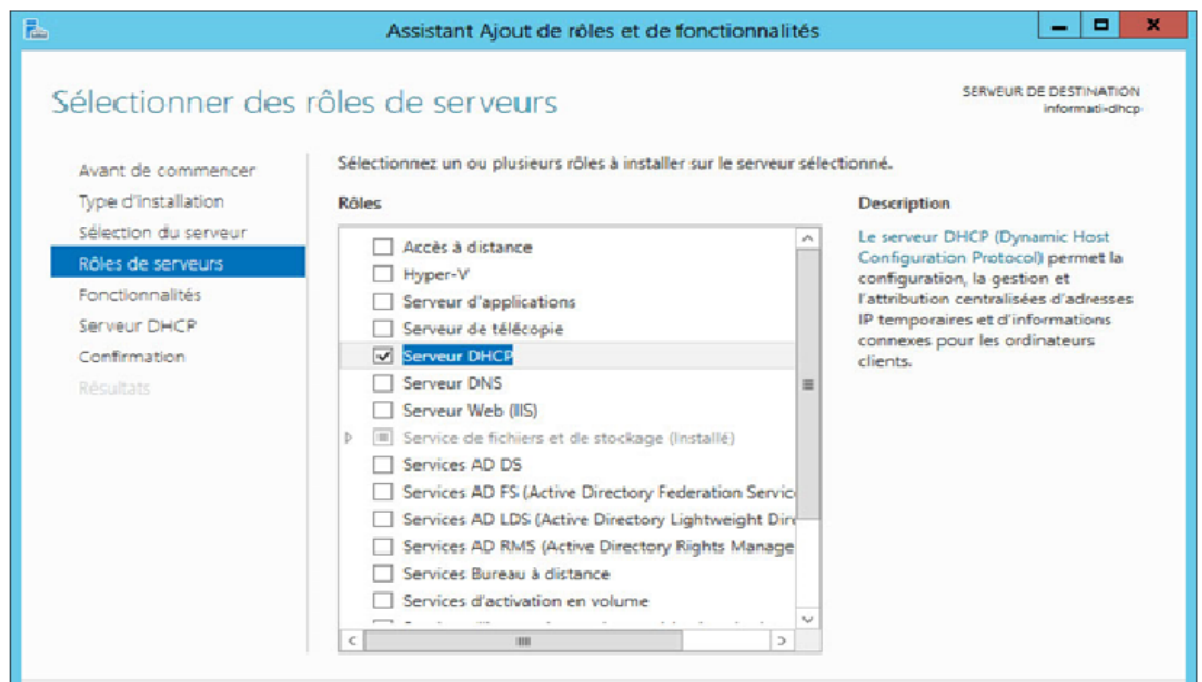 Assistant Ajout de rôles et de fonctionnalités
Sélectionner des rôles de serveurs
SERVEUR DE DESTINATION
informati-dhcp
Avant de commencer
Type d'installation
Sélection du serveur
Rôles de serveurs
Fonctionnalités
Serveur DHCP
Confirmation
Résultats
Sélectionnez un ou plusieurs rôles à installer sur le serveur sélectionné.
Rôles
Accès à distance
Hyper-V
Serveur d'applications
Serveur de télécopie
Serveur DHCP
Serveur DNS
Serveur Web (IIS)
Service de fichiers et de stockage (Installé)
Services AD DS
Services AD FS (Active Directory Federation Servic
Services AD LDS (Active Directory Lightweight Dire
Services AD RMS (Active Directory Rights Manage
Services Bureau à distance
Services d'activation en volume
Description
Le serveur DHCP (Dynamic Host
Configuration Protocol) permet la
configuration, la gestion et
l'attribution centralisées d'adresses
IP temporaires et d'informations
connexes pour les ordinateurs
clients.